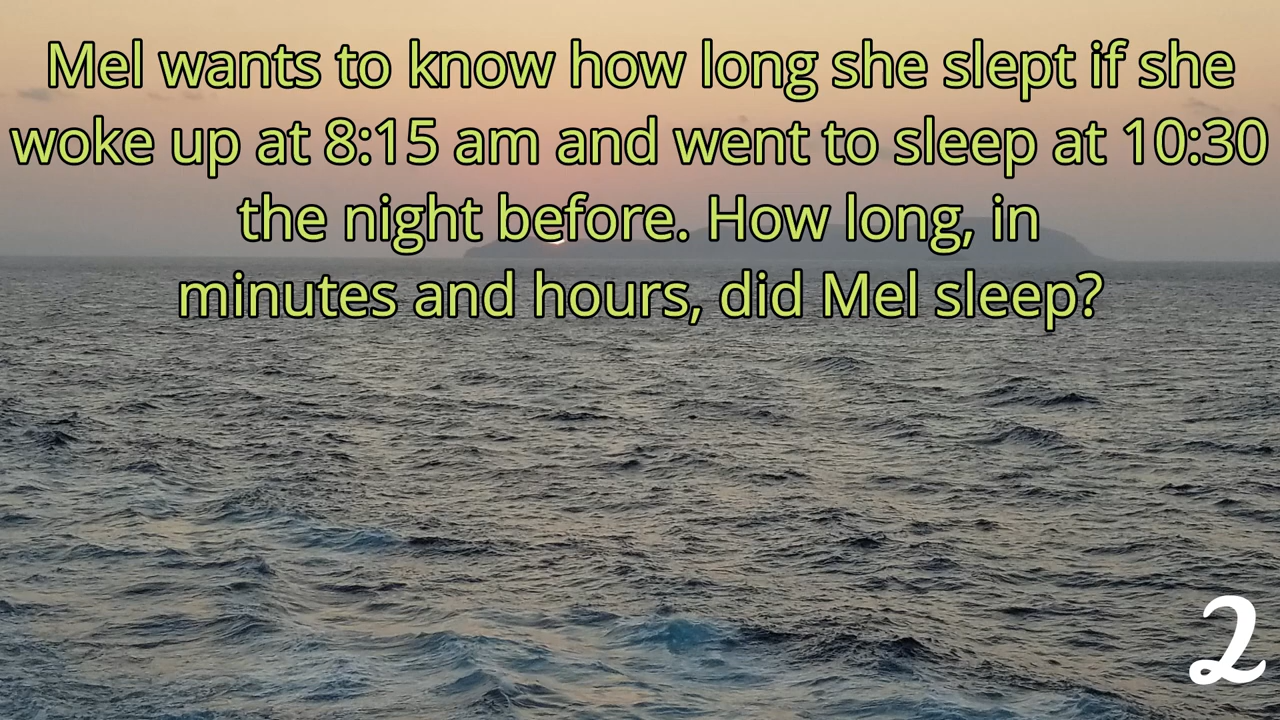 Mel wants to know how long she slept if she
woke up at 8:15 am and went to sleep at 10:30
the night before. How long, in
minutes and hours, did Mel sleep?
2